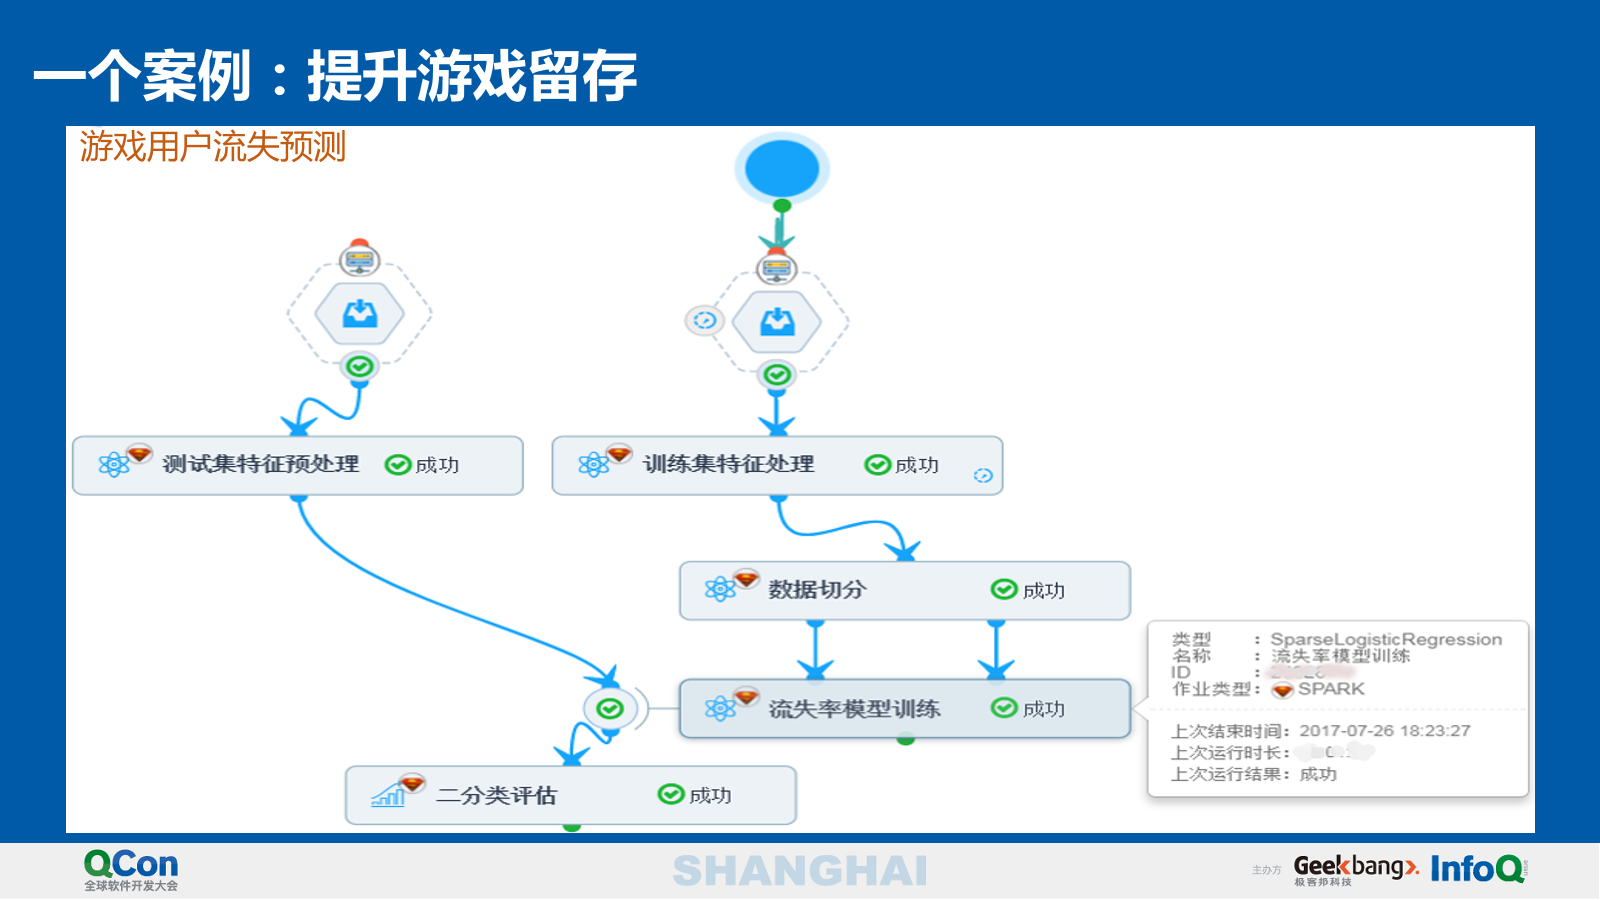 一个案例：提升游戏留存
游戏用户流失预测
测试集特征预处理 成功
训练集特征处理 成功
数据切分 成功
流失率模型训练 成功
二分类评估 成功
类型 : SparseLogisticRegression
名称 : 流失率模型训练
ID :
作业类型: SPARK
上次结束时间: 2017-07-26 18:23:27
上次运行时长:
上次运行结果: 成功
QCon
全球软件开发大会
SHANGHAI
主办方
Geekbang>.
极客邦科技
InfoQ